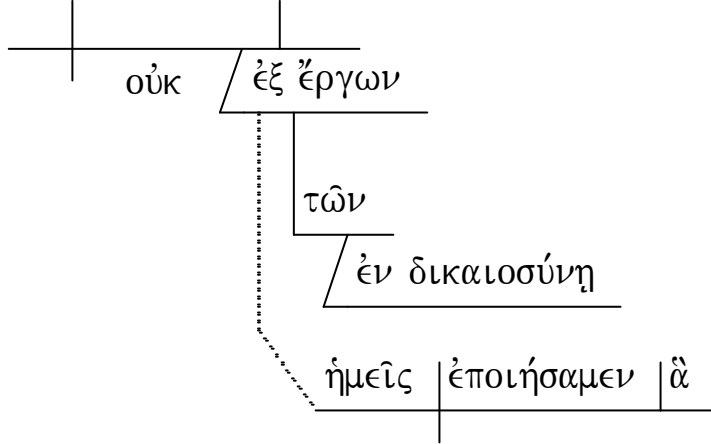 οὐκ ἐξ ἔργων
τῶν
ἐν δικαιοσύνῃ
ἡμεῖς ἐποιήσαμεν ἃ